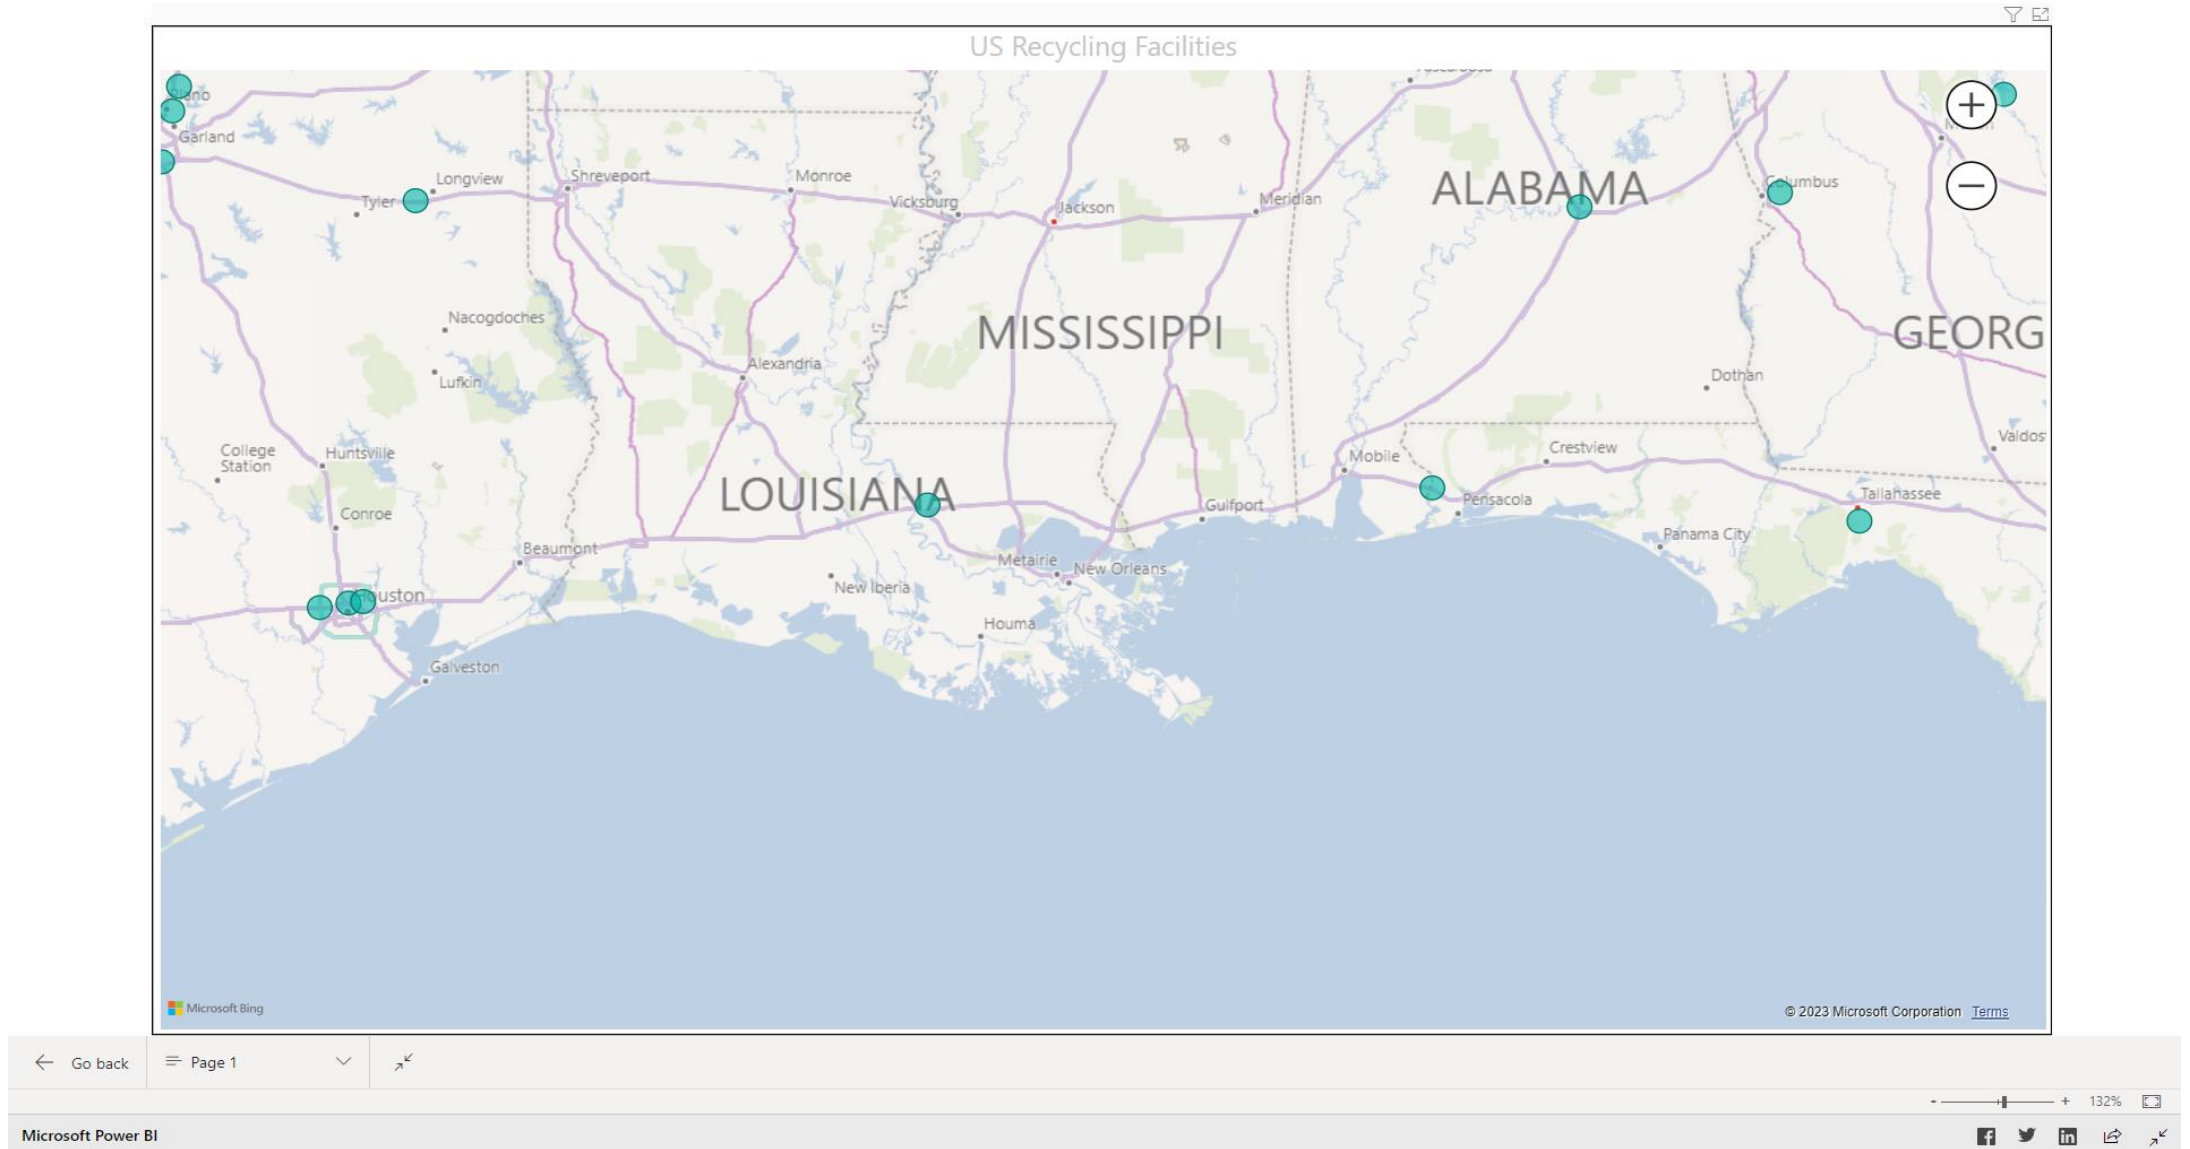 US Recycling Facilities
Garland
Longview
Shreveport
Monroe
Tyler
Vicksburg
Jackson
Meridian
ALABAMA
Columbus
Nacogdoches
MISSISSIPPI
GEORG
Alexandria
Lufkin
Dothan
College
Station
Huntsville
Mobile
Crestview
Valdos
LOUISIANA
Conroe
Gulfport
Pensacola
Tallahassee
Beaumont
Panama City
Metairie
New Orleans
New Iberia
Houston
Houma
Galveston
Microsoft Bing
© 2023 Microsoft Corporation Terms
Go back
Page 1
- + 132%
Microsoft Power BI